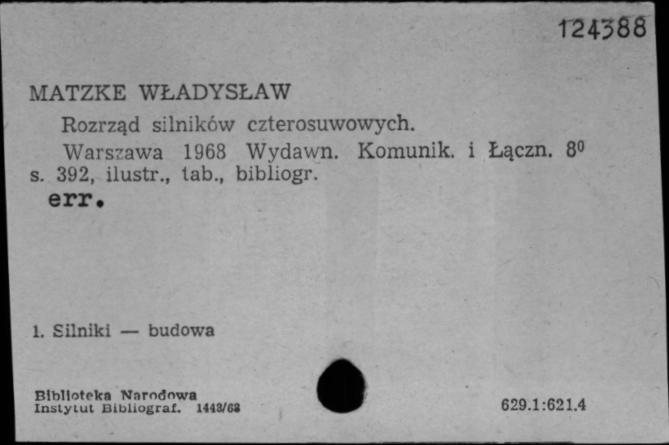 124388
MATZKE WŁADYSŁAW
Rozrząd silników czterosuwowych.
Warszawa 1968 Wydawn. Komunik. i Łączn. 8⁰
s. 392, ilustr., tab., bibliogr.
err.
1. Silniki — budowa
Biblioteka Narodowa
Instytut Bibliograf. 1443/68
629.1:621.4